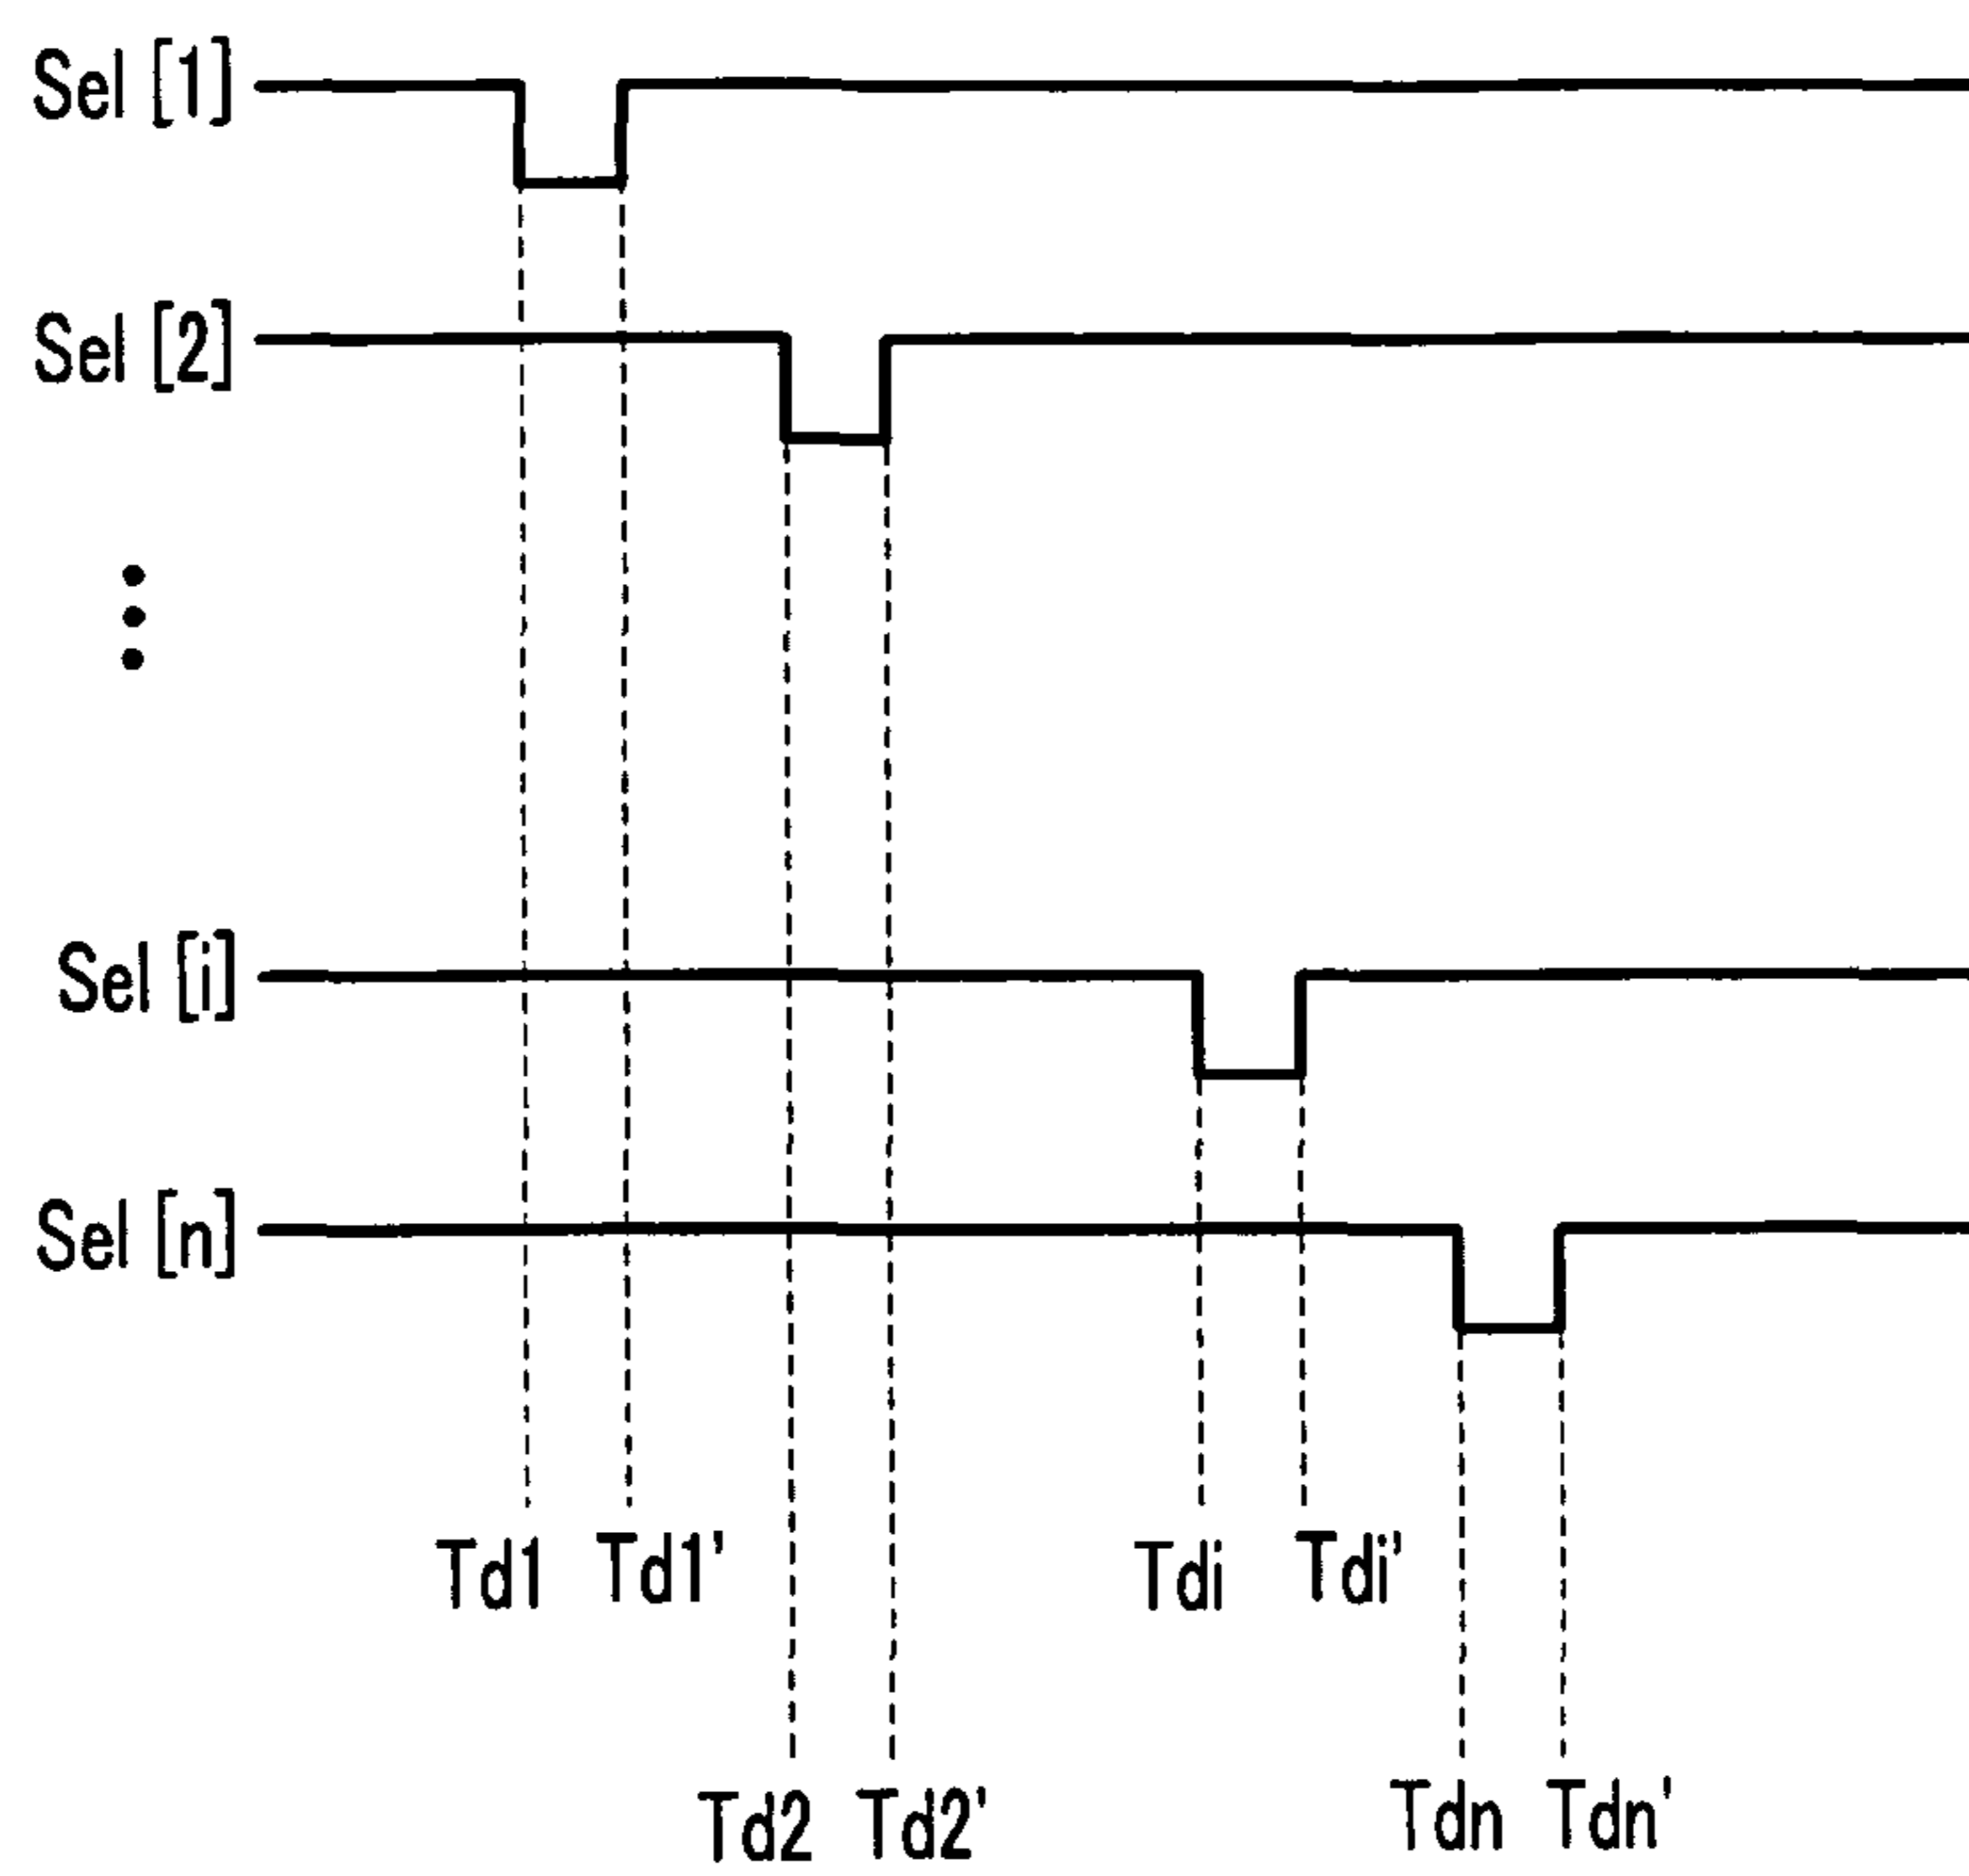 Sel [1]
Sel [2]
Sel [i]
Sel [n]
Td1 Td1' Tdi Tdi'
Td2 Td2' Tdn Tdn'